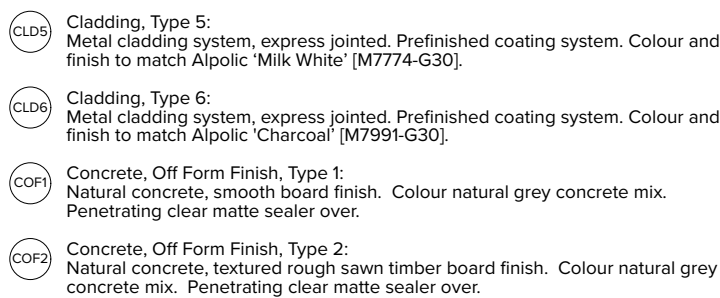 CLD5 Cladding, Type 5:
Metal cladding system, express jointed. Prefinished coating system. Colour and
finish to match Alpolic ‘Milk White’ [M7774-G30].
CLD6 Cladding, Type 6:
Metal cladding system, express jointed. Prefinished coating system. Colour and
finish to match Alpolic 'Charcoal’ [M7991-G30].
COF1 Concrete, Off Form Finish, Type 1:
Natural concrete, smooth board finish.  Colour natural grey concrete mix.
Penetrating clear matte sealer over.
COF2 Concrete, Off Form Finish, Type 2:
Natural concrete, textured rough sawn timber board finish.  Colour natural grey
concrete mix.  Penetrating clear matte sealer over.